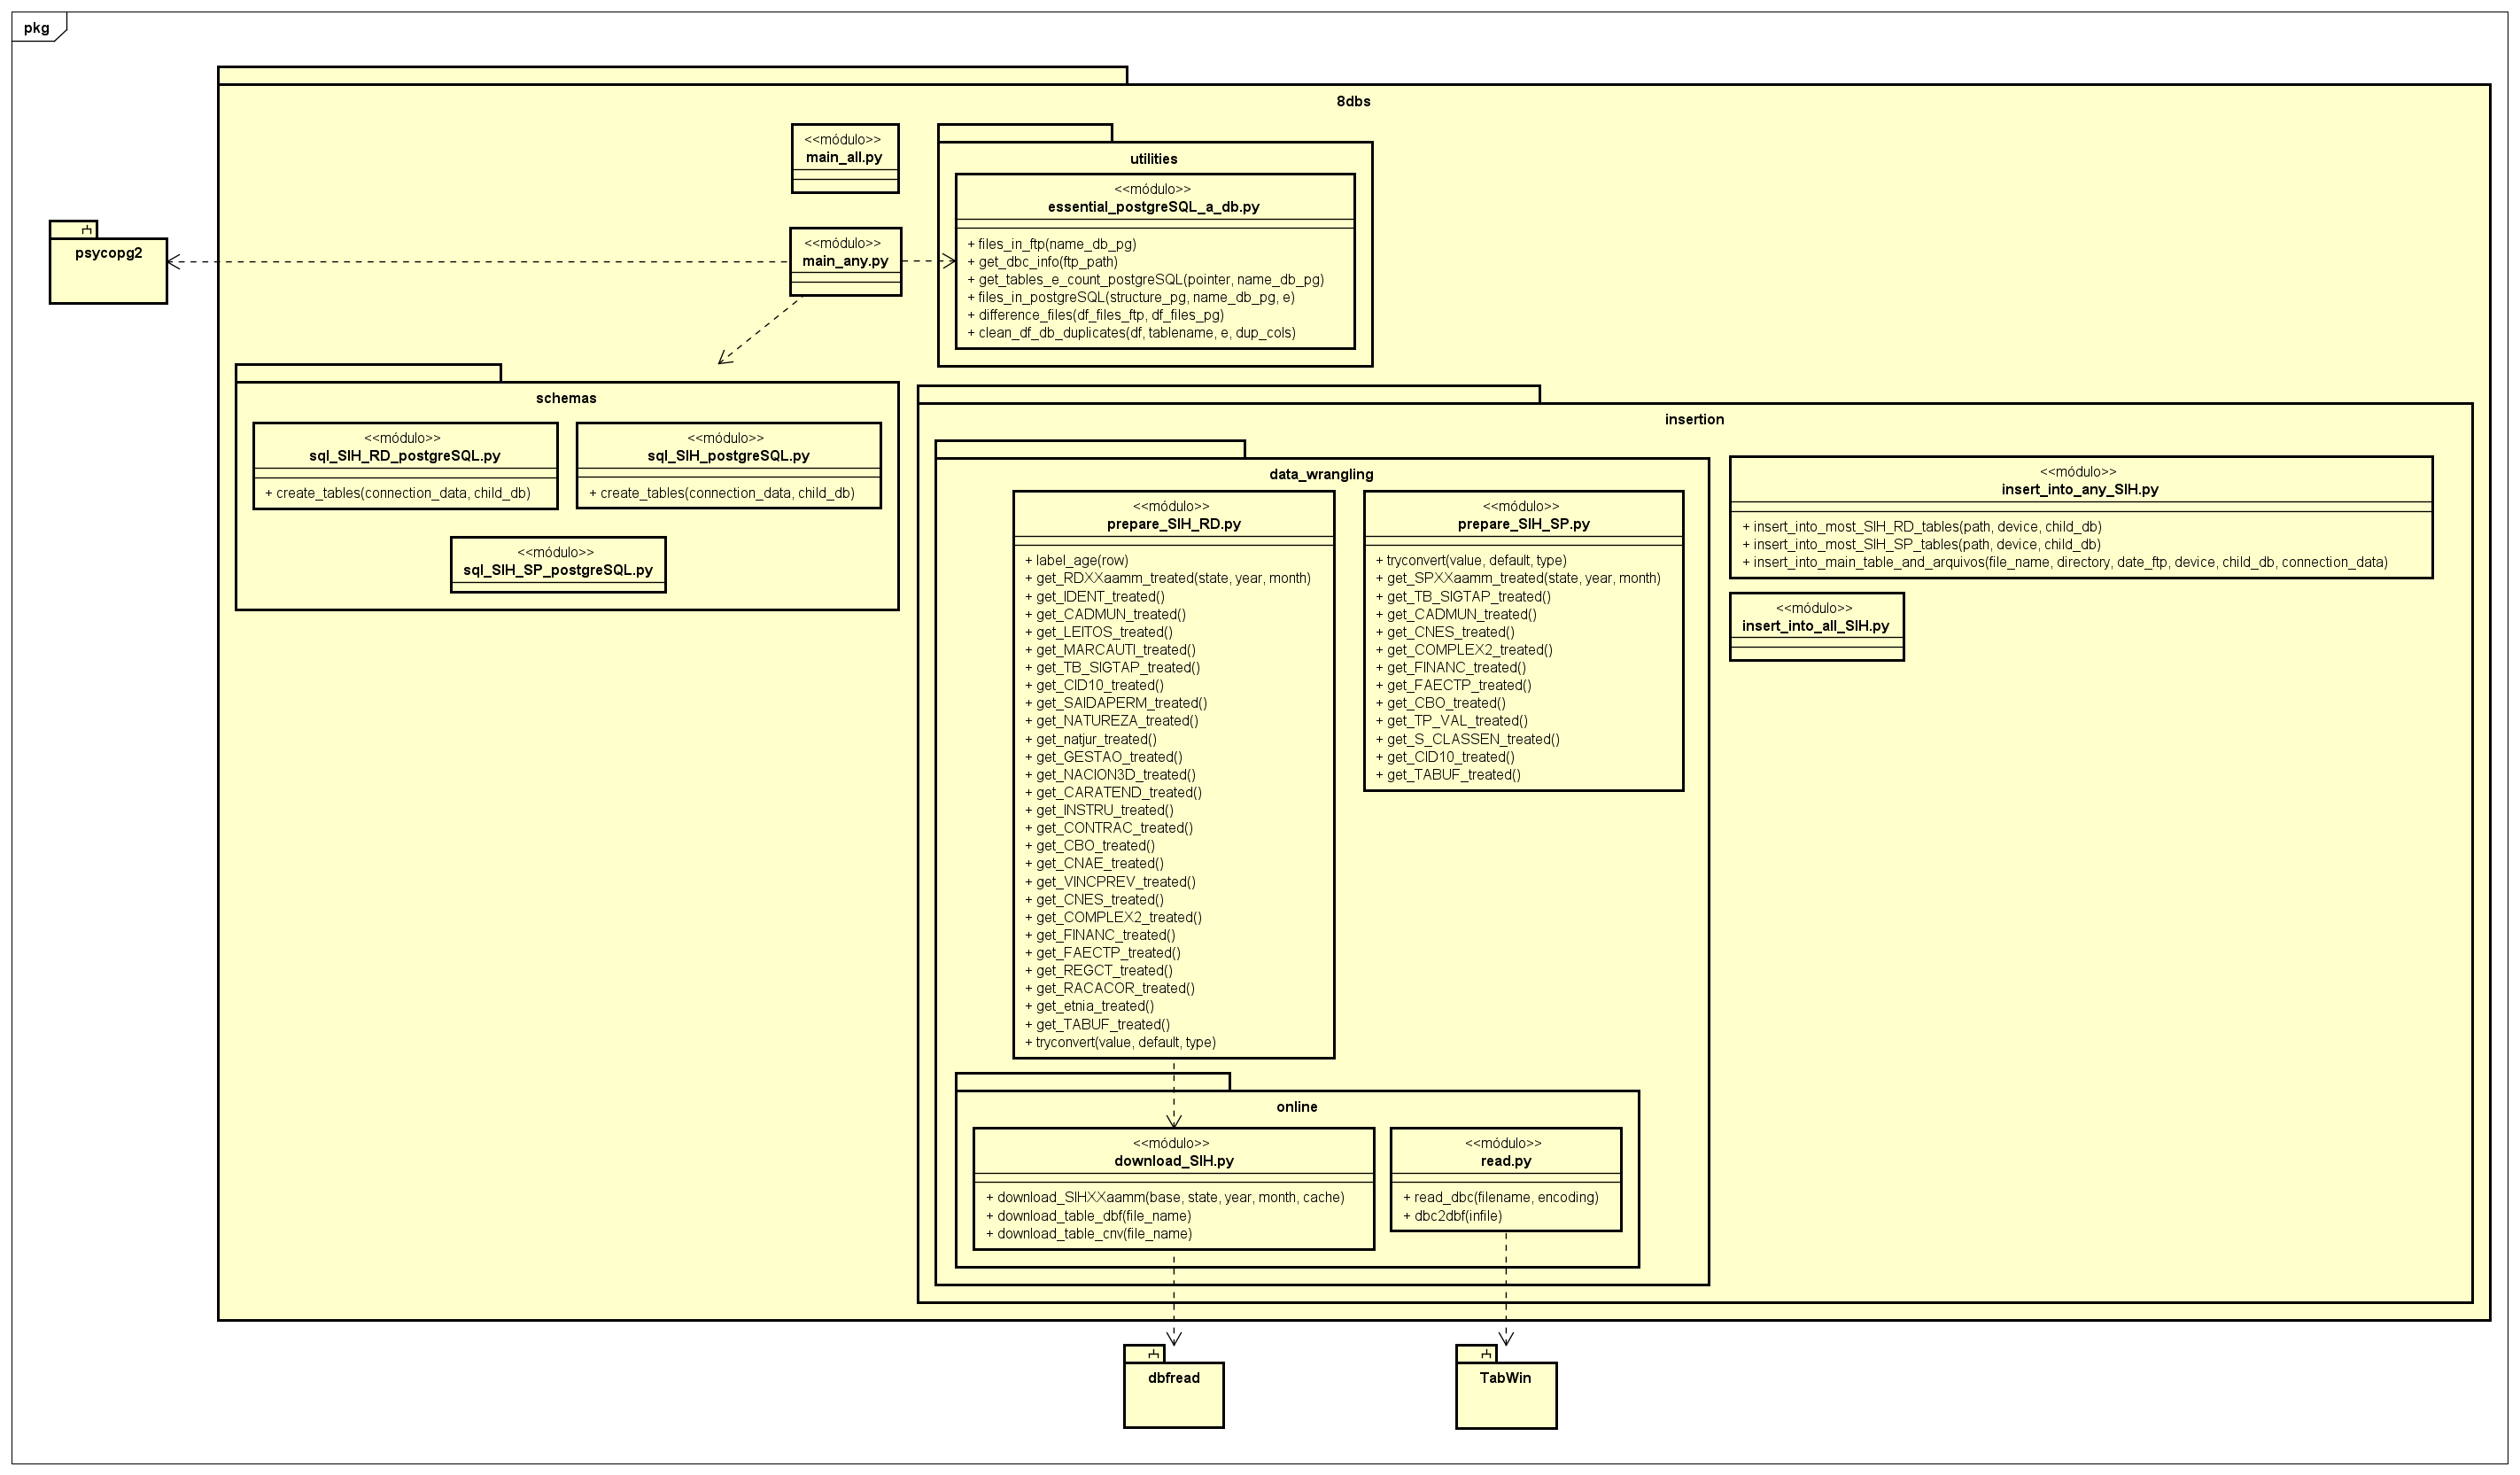 pkg
8dbs
<<módulo>>
main_all.py
utilities
<<módulo>>
essential_postgreSQL_a_db.py
+ files_in_ftp(name_db_pg)
+ get_dbc_info(ftp_path)
+ get_tables_e_count_postgreSQL(pointer, name_db_pg)
+ files_in_postgreSQL(structure_pg, name_db_pg, e)
+ difference_files(df_files_ftp, df_files_pg)
+ clean_df_db_duplicates(df, tablename, e, dup_cols)
psycopg2
<<módulo>>
main_any.py
schemas
<<módulo>>
sql_SIH_RD_postgreSQL.py
+ create_tables(connection_data, child_db)
<<módulo>>
sql_SIH_postgreSQL.py
+ create_tables(connection_data, child_db)
<<módulo>>
sql_SIH_SP_postgreSQL.py
insertion
data_wrangling
<<módulo>>
prepare_SIH_RD.py
+ label_age(row)
+ get_RDXXaamm_treated(state, year, month)
+ get_IDENT_treated()
+ get_CADMUN_treated()
+ get_LEITOS_treated()
+ get_MARCAUTI_treated()
+ get_TB_SIGTAP_treated()
+ get_CID10_treated()
+ get_SAIDAPERM_treated()
+ get_NATUREZA_treated()
+ get_natjur_treated()
+ get_GESTAO_treated()
+ get_NACION3D_treated()
+ get_CARATEND_treated()
+ get_INSTRU_treated()
+ get_CONTRAC_treated()
+ get_CBO_treated()
+ get_CNAE_treated()
+ get_VINCPREV_treated()
+ get_CNES_treated()
+ get_COMPLEX2_treated()
+ get_FINANC_treated()
+ get_FAECTP_treated()
+ get_REGCT_treated()
+ get_RACACOR_treated()
+ get_etnia_treated()
+ get_TABUF_treated()
+ tryconvert(value, default, type)
<<módulo>>
prepare_SIH_SP.py
+ tryconvert(value, default, type)
+ get_SPXXaamm_treated(state, year, month)
+ get_TB_SIGTAP_treated()
+ get_CADMUN_treated()
+ get_CNES_treated()
+ get_COMPLEX2_treated()
+ get_FINANC_treated()
+ get_FAECTP_treated()
+ get_CBO_treated()
+ get_TP_VAL_treated()
+ get_S_CLASSEN_treated()
+ get_CID10_treated()
+ get_TABUF_treated()
<<módulo>>
insert_into_any_SIH.py
+ insert_into_most_SIH_RD_tables(path, device, child_db)
+ insert_into_most_SIH_SP_tables(path, device, child_db)
+ insert_into_main_table_and_arquivos(file_name, directory, date_ftp, device, child_db, connection_data)
<<módulo>>
insert_into_all_SIH.py
online
<<módulo>>
download_SIH.py
+ download_SIHXXaamm(base, state, year, month, cache)
+ download_table_dbf(file_name)
+ download_table_cnv(file_name)
<<módulo>>
read.py
+ read_dbc(filename, encoding)
+ dbc2dbf(infile)
dbfread
TabWin